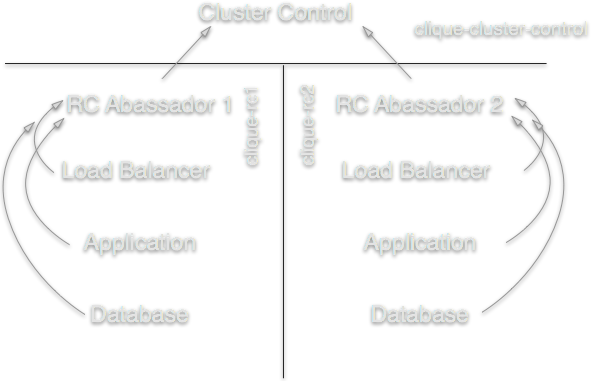 Cluster Control
clique-cluster-control
RC Abassador 1
clique-rc1
clique-rc2
RC Abassador 2
Load Balancer
Load Balancer
Application
Application
Database
Database